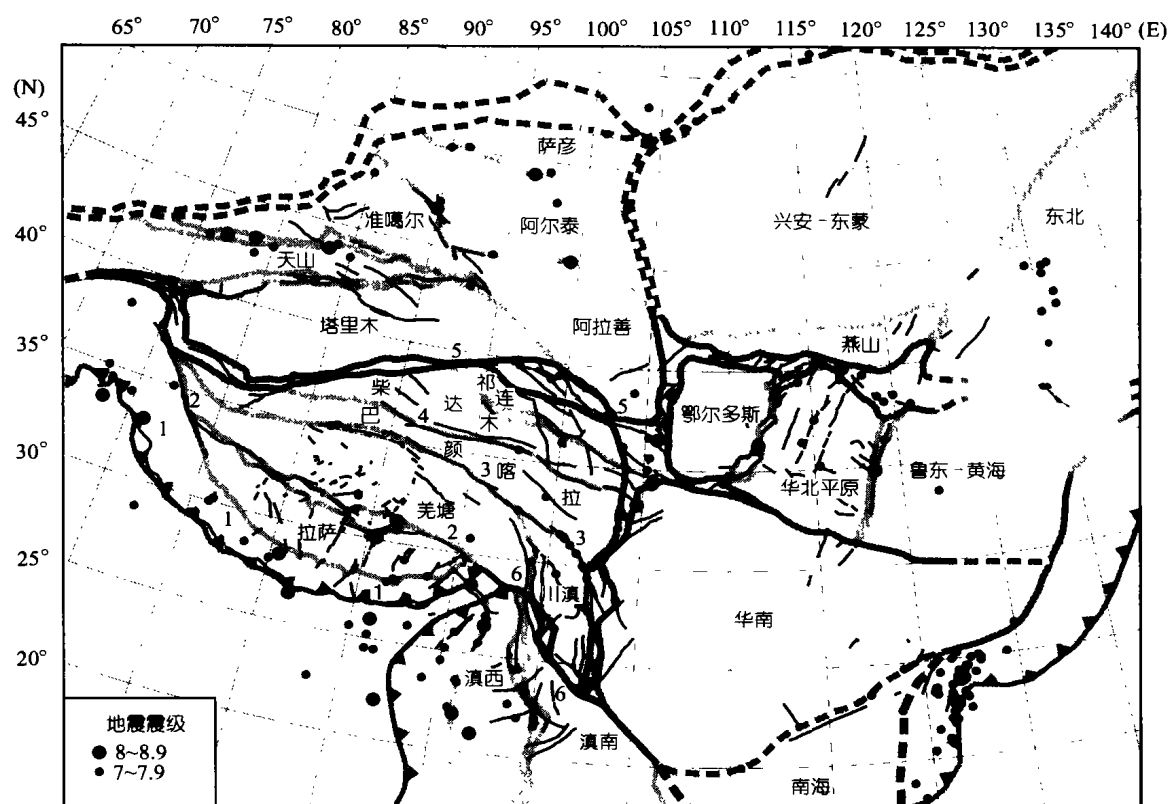 65° 70° 75° 80° 85° 90° 95° 100° 105° 110° 115° 120° 125° 130° 135° 140° (E)
(N)
45°
40°
35°
30°
25°
20°
萨彦
准噶尔
阿尔泰
兴安-东蒙
东北
天山
塔里木
阿拉善
燕山
5
柴
达
祁
连
木
巴
4
5
鄂尔多斯
2
1
颜
3
喀
拉
华北平原
鲁东-黄海
羌塘
1
拉萨
2
3
6
川滇
1
华南
滇西
6
滇南
南海
地震震级
8~8.9
7~7.9